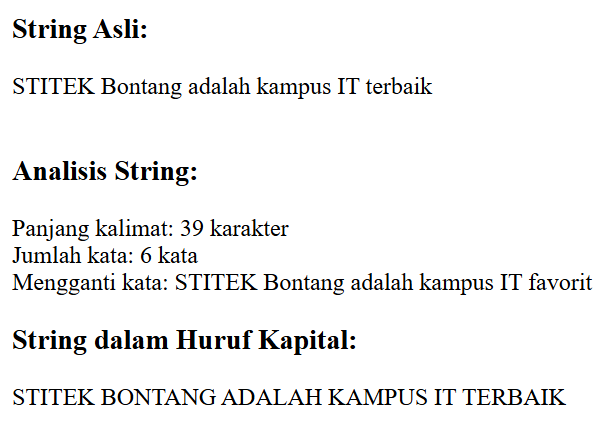 String Asli:
STITEK Bontang adalah kampus IT terbaik
Analisis String:
Panjang kalimat: 39 karakter
Jumlah kata: 6 kata
Mengganti kata: STITEK Bontang adalah kampus IT favorit
String dalam Huruf Kapital:
STITEK BONTANG ADALAH KAMPUS IT TERBAIK